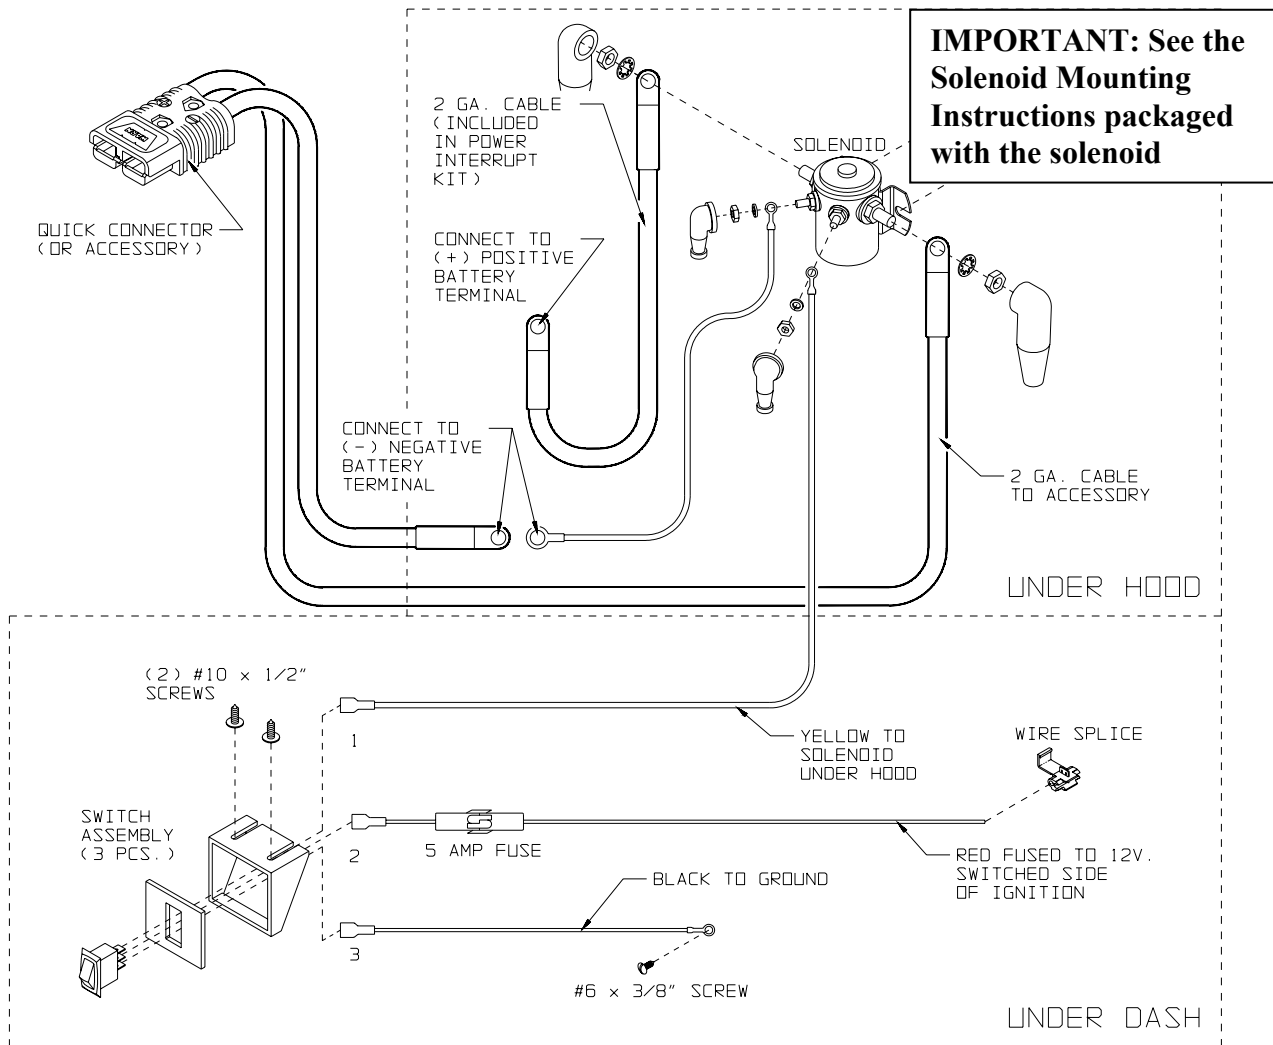 IMPORTANT: See the
Solenoid Mounting
Instructions packaged
with the solenoid
2 GA. CABLE
(INCLUDED
IN POWER
INTERRUPT
KIT)
SOLENOID
QUICK CONNECTOR
(OR ACCESSORY)
CONNECT TO
(+) POSITIVE
BATTERY
TERMINAL
CONNECT TO
(-) NEGATIVE
BATTERY
TERMINAL
2 GA. CABLE
TO ACCESSORY
UNDER HOOD
(2) #10 x 1/2"
SCREWS
1
YELLOW TO
SOLENOID
UNDER HOOD
WIRE SPLICE
SWITCH
ASSEMBLY
(3 PCS.)
2
5 AMP FUSE
RED FUSED TO 12V.
SWITCHED SIDE
OF IGNITION
BLACK TO GROUND
3
#6 x 3/8" SCREW
UNDER DASH